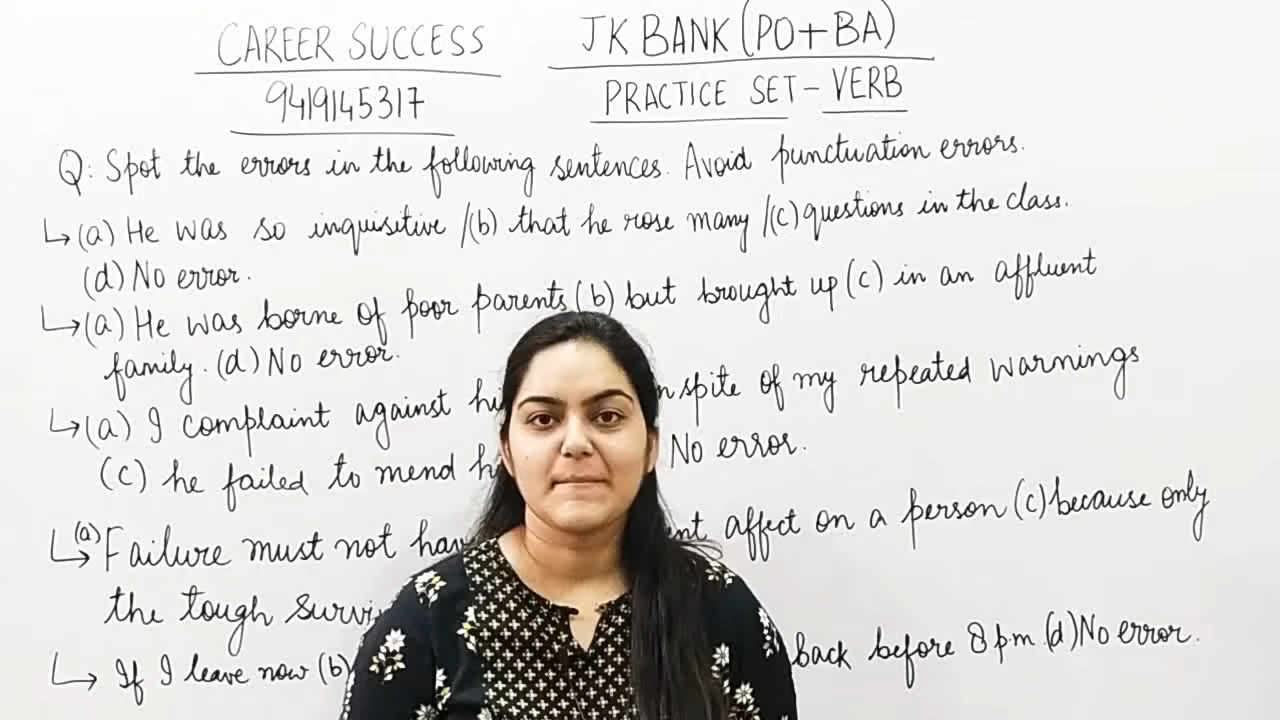 CAREER SUCCESS
9419145317
JK BANK (PO+BA)
PRACTICE SET - VERB
Q: Spot the errors in the following sentences. Avoid punctuation errors.
↳ (a) He was so inquisitive /(b) that he rose many /(c) questions in the class.
(d) No error.
↳ (a) He was borne of poor parents (b) but brought up (c) in an affluent
family. (d) No error.
↳ (a) I complaint against of my repeated warnings
(c) he failed to mend No error.
↳ (a) Failure must not affect on a person (c) because only
the tough
↳ If I leave now (b) back before 8 pm. (d) No error.